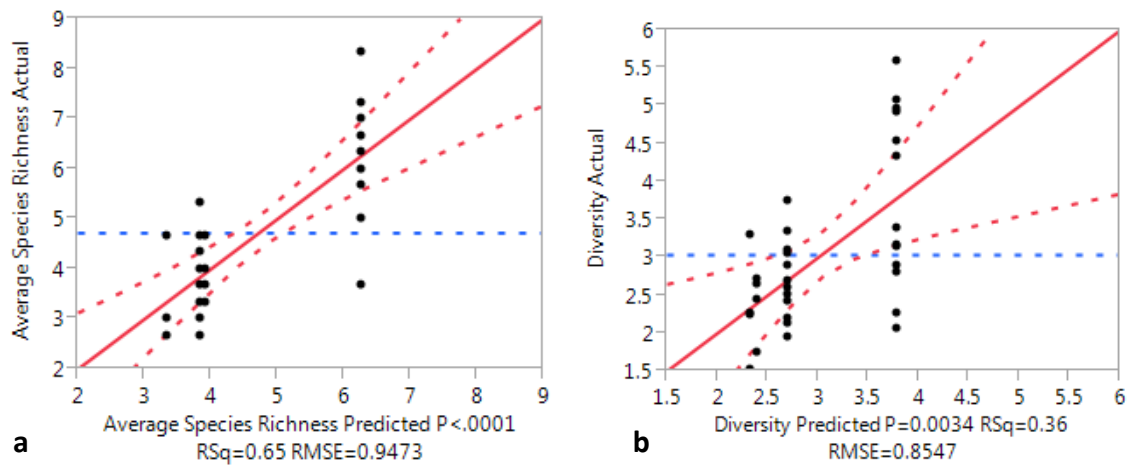 9
8
7
6
5
4
3
2
Average Species Richness Actual
2 3 4 5 6 7 8 9
Average Species Richness Predicted P<.0001
RSq=0.65 RMSE=0.9473
a
6
5.5
5
4.5
4
3.5
3
2.5
2
1.5
Diversity Actual
1.5 2 2.5 3 3.5 4 4.5 5 5.5 6
Diversity Predicted P=0.0034 RSq=0.36
RMSE=0.8547
b